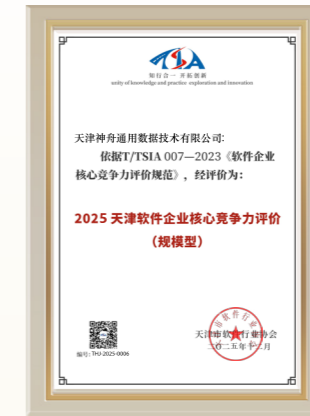 TSIA
知行合一 开拓创新
unity of knowledge and practice exploration and innovation
天津神舟通用数据技术有限公司:
依据T/TSIA 007—2023《软件企业
核心竞争力评价规范》，经评价为：
2025 天津软件企业核心竞争力评价
（规模型）
天津市软件行业协会
二〇二五年十二月
编号: THJ-2025-0006